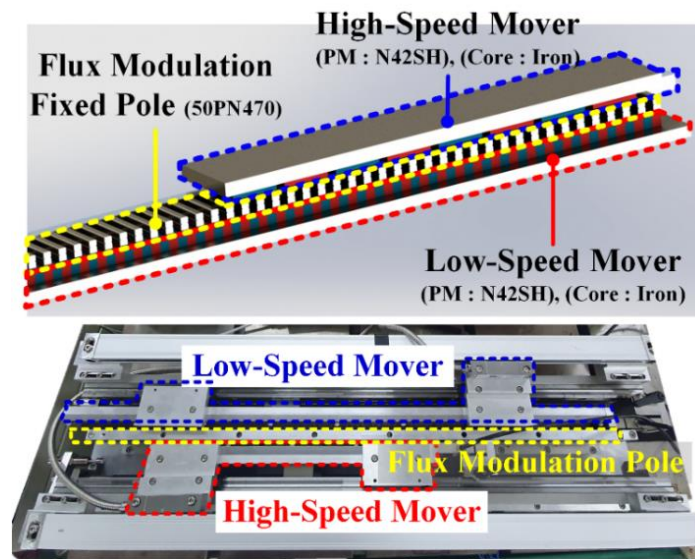 High-Speed Mover
(PM : N42SH), (Core : Iron)
Flux Modulation
Fixed Pole (50PN470)
Low-Speed Mover
(PM : N42SH), (Core : Iron)
Low-Speed Mover
Flux Modulation Pole
High-Speed Mover